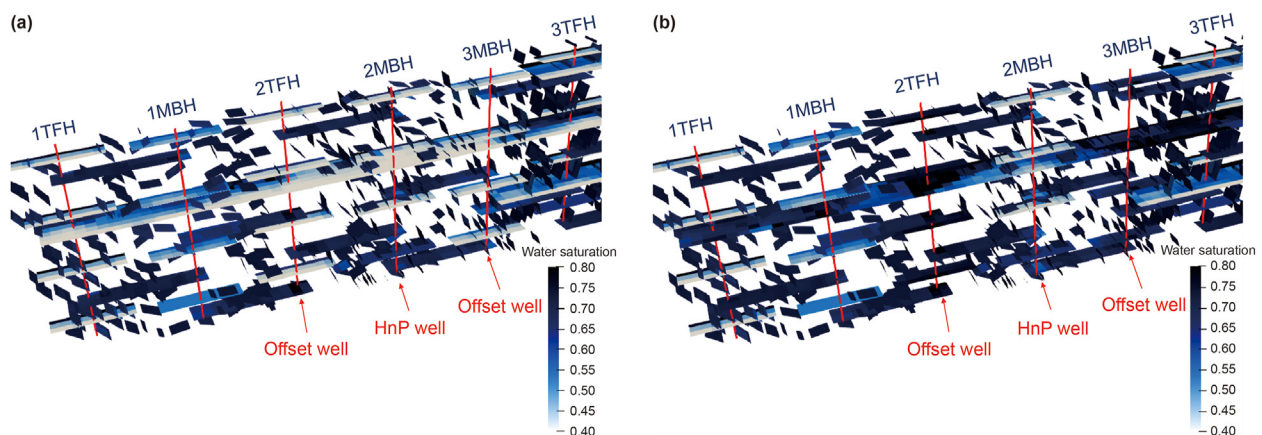 (a)
1TFH
1MBH
2TFH
2MBH
3MBH
3TFH
Offset well
HnP well
Offset well
Water saturation
0.80
0.75
0.70
0.65
0.60
0.55
0.50
0.45
0.40
(b)
1TFH
1MBH
2TFH
2MBH
3MBH
3TFH
Offset well
HnP well
Offset well
Water saturation
0.80
0.75
0.70
0.65
0.60
0.55
0.50
0.45
0.40